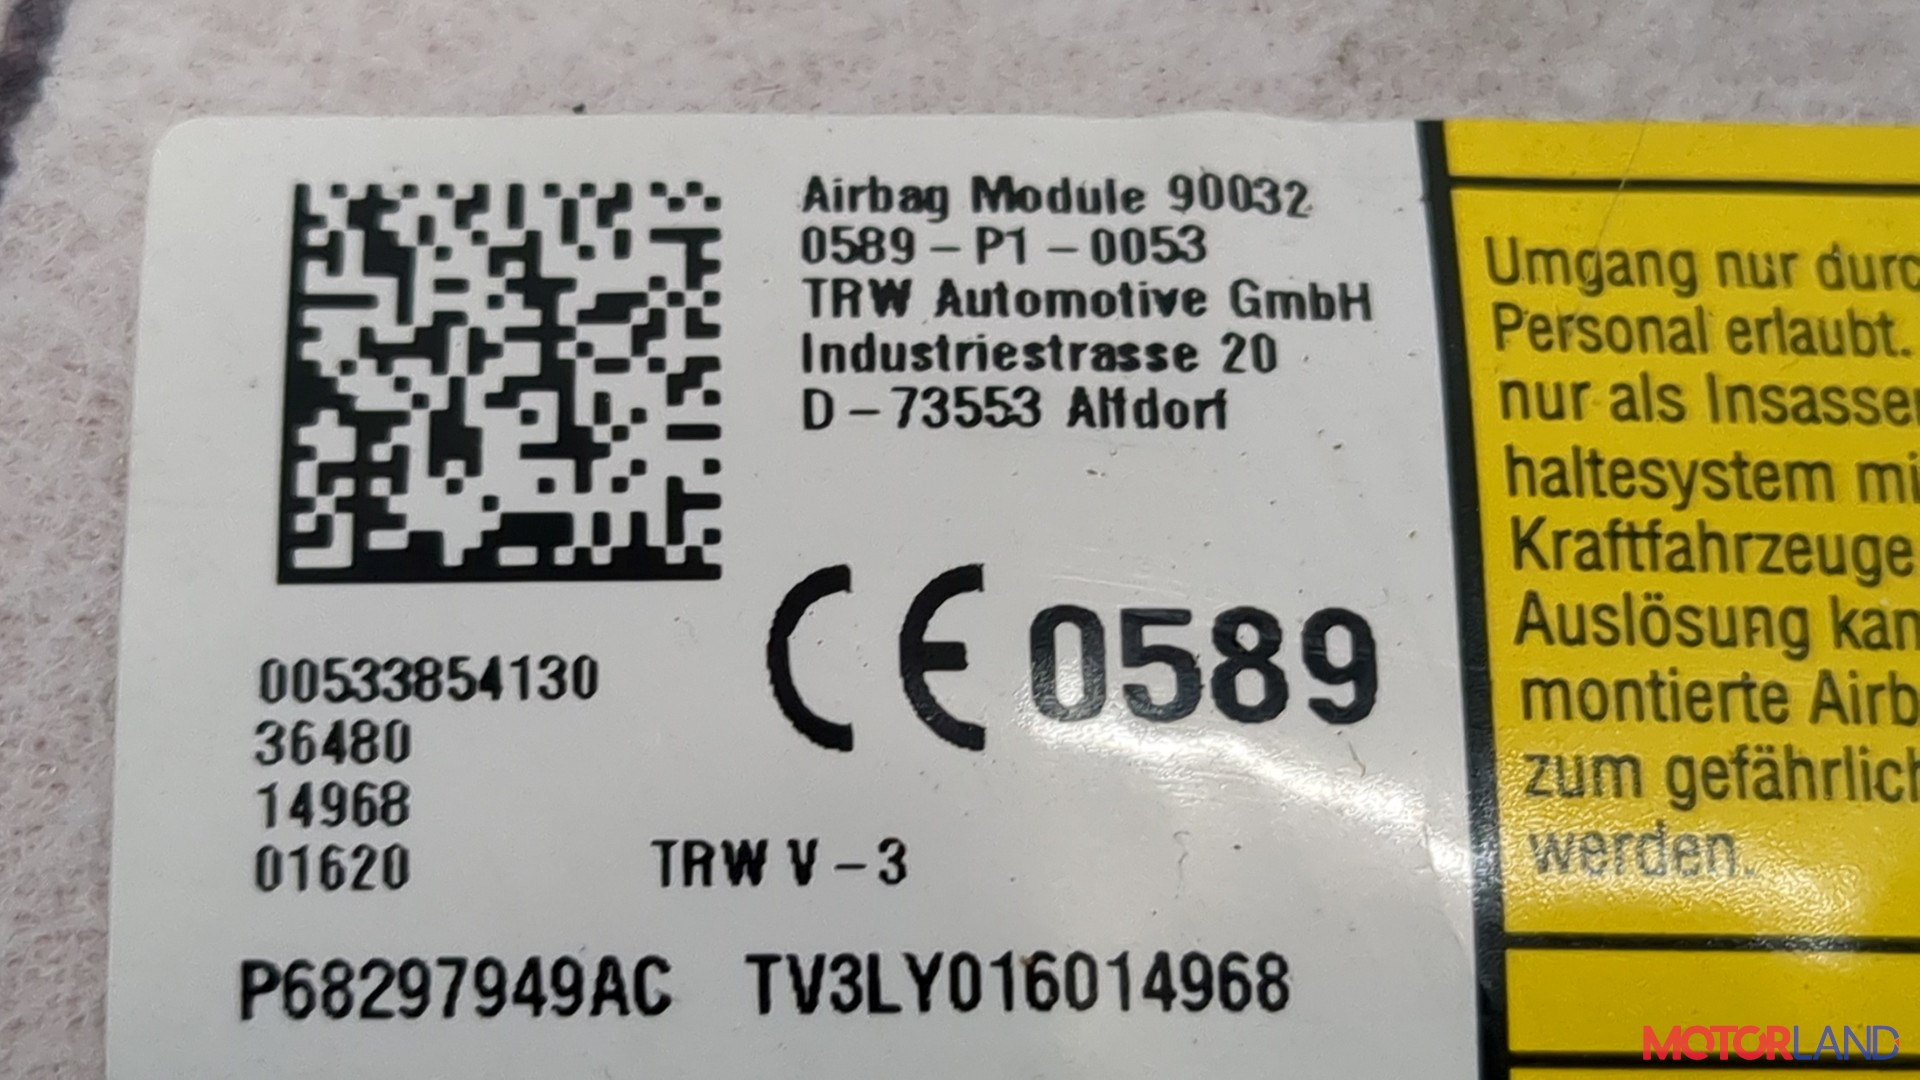 Airbag Module 90032
0589-P1-0053
TRW Automotive GmbH
Industriestrasse 20
D-73553 Alfdorf
CE 0589
00533854130
36480
14968
01620
TRW V-3
P68297949AC TV3LY016014968
Umgang nur durc
Personal erlaubt.
nur als Insasse
haltesystem mi
Kraftfahrzeuge
Auslösung kan
montierte Airb
zum gefährlich
werden.
MOTORLAND